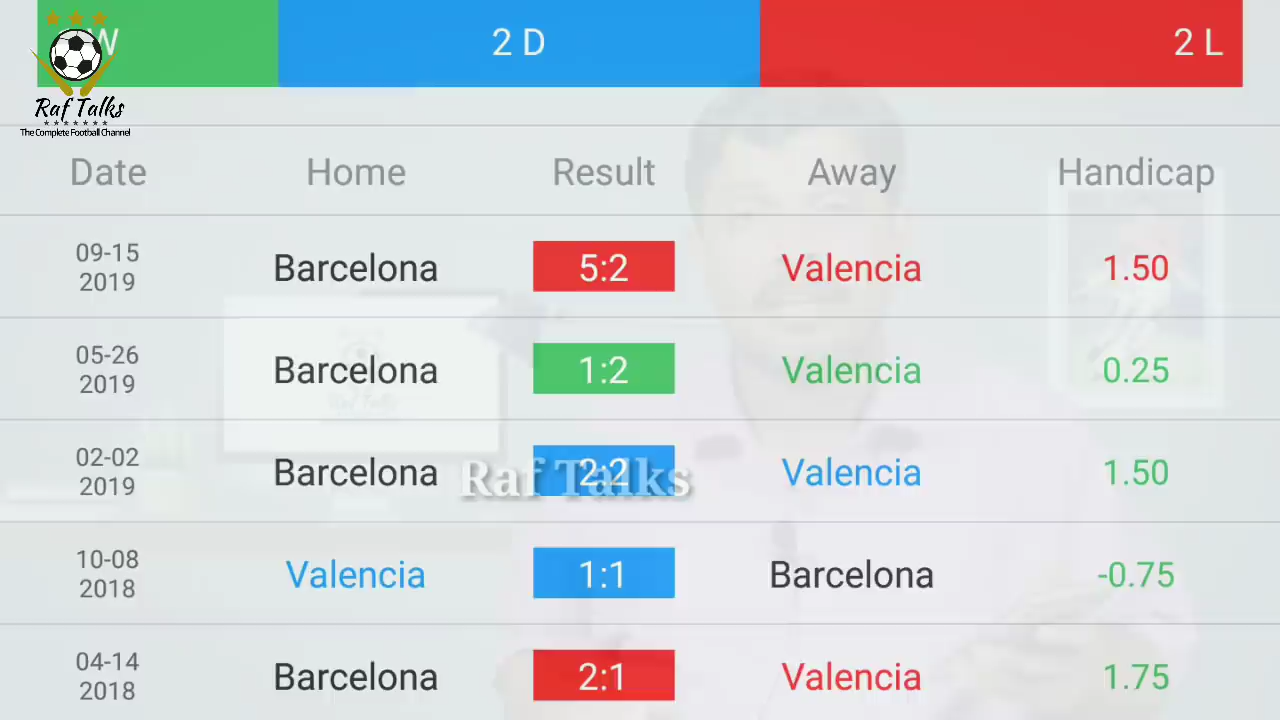 W
2 D
2 L
Raf Talks
The Complete Football Channel
Date Home Result Away Handicap
09-15
2019
Barcelona 5:2 Valencia 1.50
05-26
2019
Barcelona 1:2 Valencia 0.25
02-02
2019
Barcelona 2:2 Valencia 1.50
Raf Talks
10-08
2018
Valencia 1:1 Barcelona -0.75
04-14
2018
Barcelona 2:1 Valencia 1.75